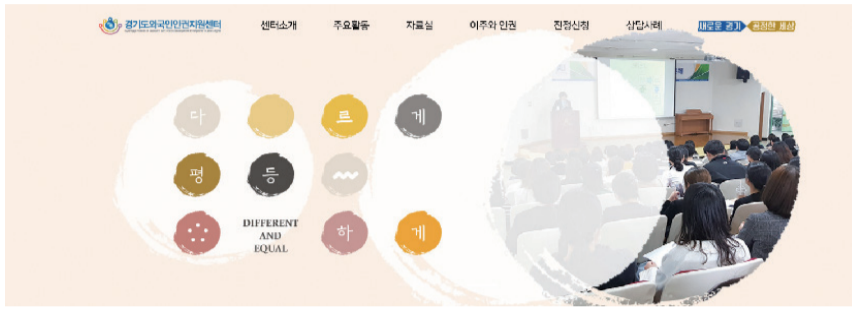 경기도외국인인권지원센터 센터소개 주요활동 자료실 이주와 인권 진정신청 상담사례 새로운 경기 공정한 세상
다 르 게
평 등
DIFFERENT
AND
EQUAL
하 게